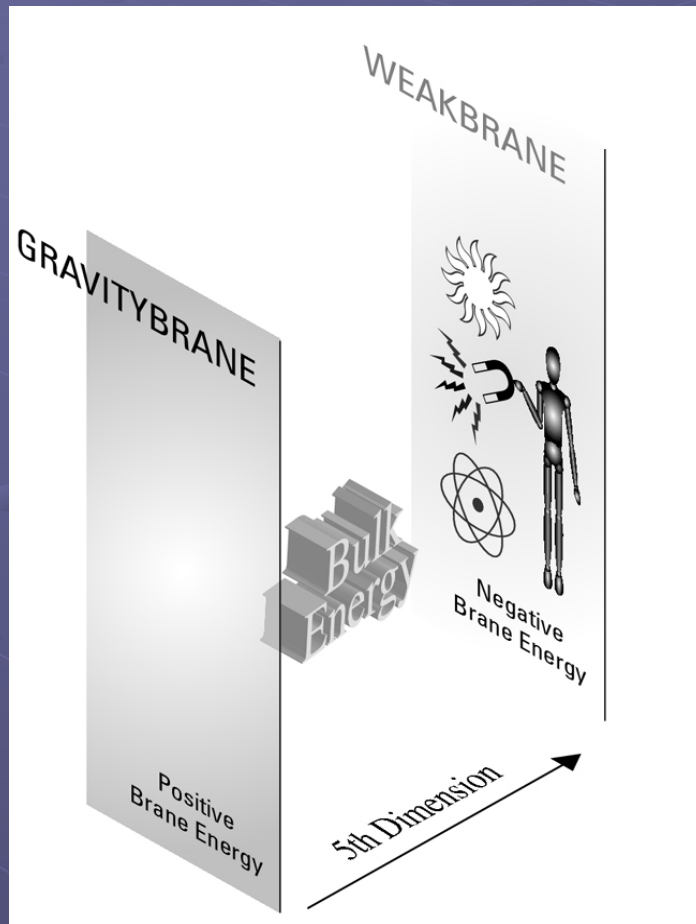 WEAKBRANE
GRAVITYBRANE
Bulk
Energy
Negative
Brane Energy
Positive
Brane Energy
5th Dimension